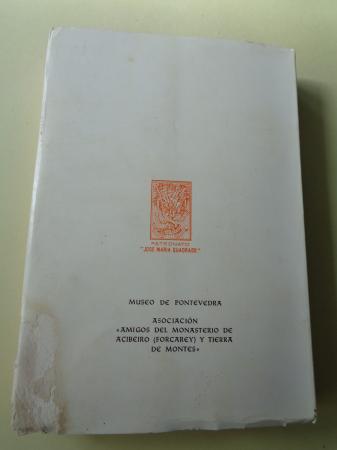 PATRONATO
"JOSE MARIA QUADRADO"
MUSEO DE PONTEVEDRA
ASOCIACIÓN
«AMIGOS DEL MONASTERIO DE
ACIBEIRO (FORCAREY) Y TIERRA
DE MONTES»